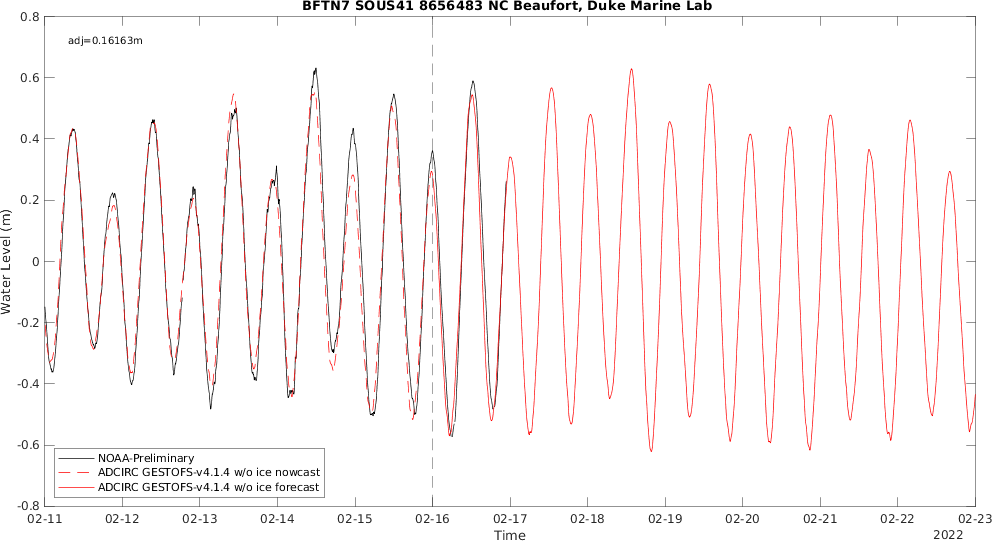 BFTN7 SOUS41 8656483 NC Beaufort, Duke Marine Lab
adj=0.16163m
0.8
0.6
0.4
0.2
0
-0.2
-0.4
-0.6
-0.8
Water Level (m)
NOAA-Preliminary
ADCIRC GESTOFS-v4.1.4 w/o ice nowcast
ADCIRC GESTOFS-v4.1.4 w/o ice forecast
02-11 02-12 02-13 02-14 02-15 02-16 02-17 02-18 02-19 02-20 02-21 02-22 02-23
Time
2022